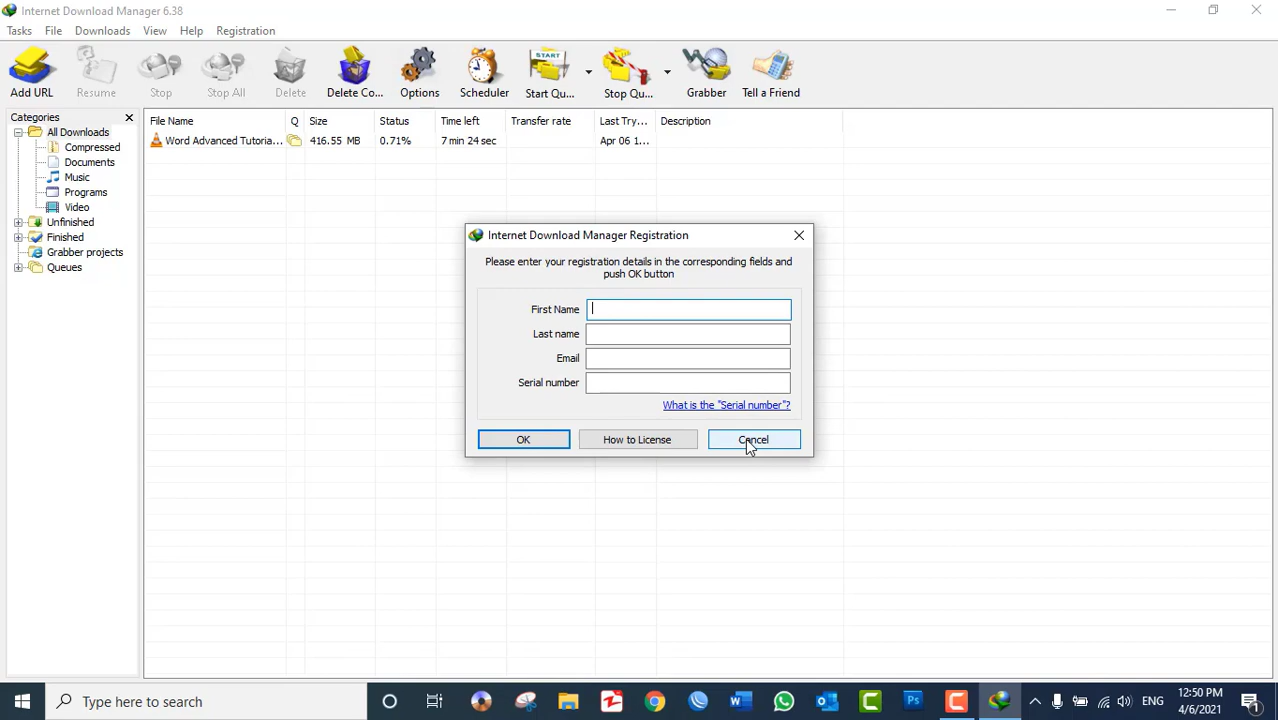 Internet Download Manager 6.38
Tasks File Downloads View Help Registration
Add URL Resume Stop Stop All Delete Delete Co... Options Scheduler START Start Qu... Stop Qu... Grabber Tell a Friend
Categories
All Downloads
Compressed
Documents
Music
Programs
Video
Unfinished
Finished
Grabber projects
Queues
File Name Q Size Status Time left Transfer rate Last Try... Description
Word Advanced Tutoria... 416.55 MB 0.71% 7 min 24 sec Apr 06 1...
Internet Download Manager Registration
Please enter your registration details in the corresponding fields and
push OK button
First Name
Last name
Email
Serial number
What is the "Serial number"?
OK How to License Cancel
Type here to search
ENG
12:50 PM
4/6/2021
1